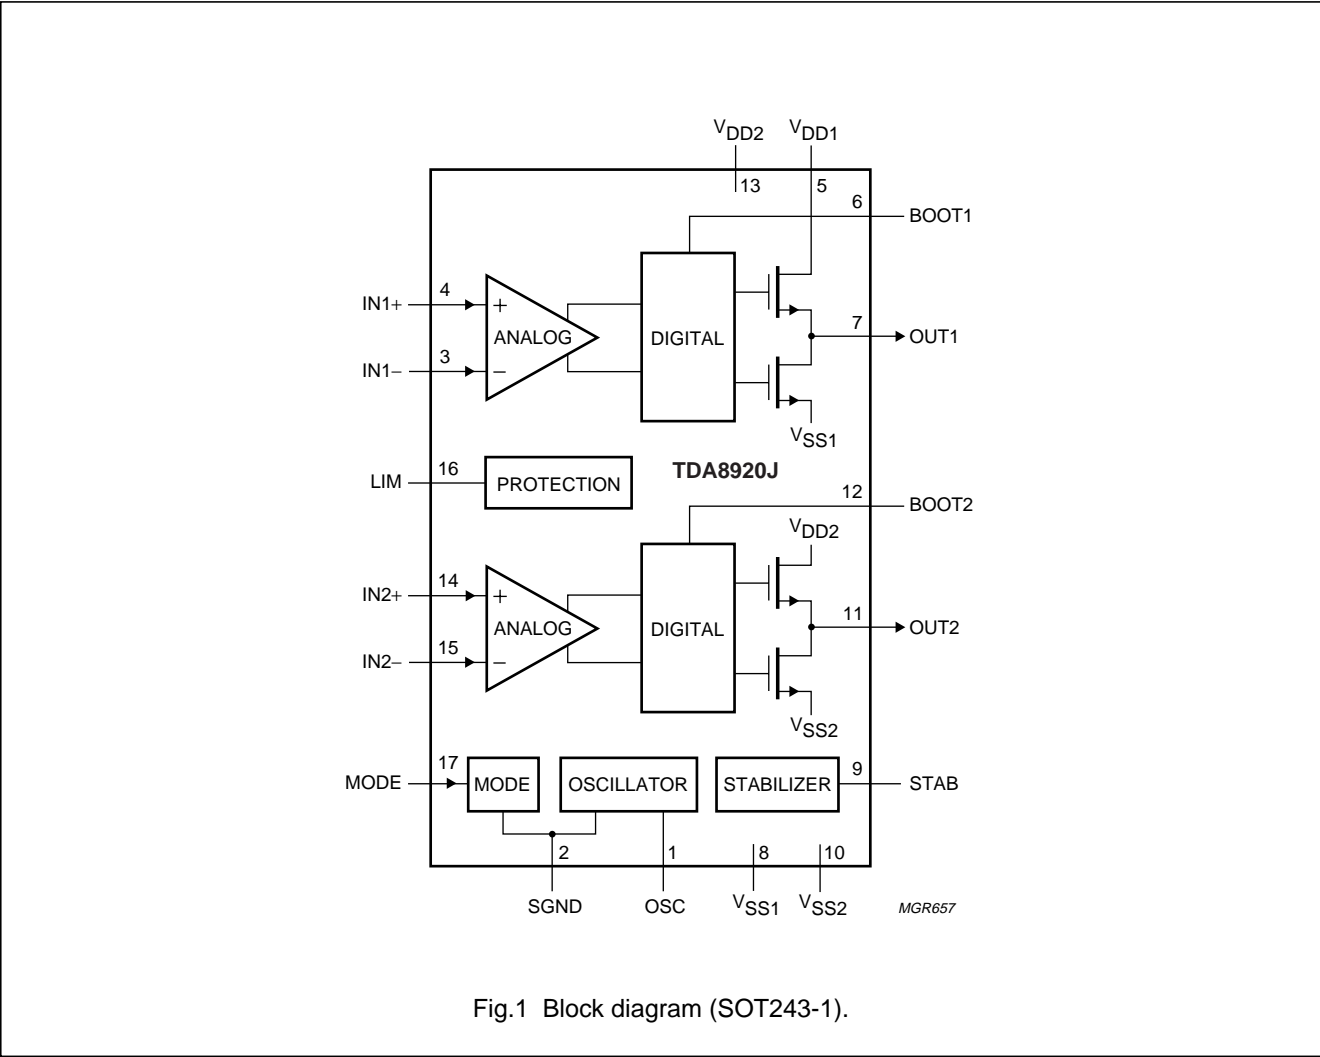 VDD2 VDD1
13 5
6 BOOT1
IN1+ 4 +
ANALOG DIGITAL 7 OUT1
IN1− 3 −
VSS1
LIM 16 PROTECTION TDA8920J
12 BOOT2
VDD2
IN2+ 14 +
ANALOG DIGITAL 11 OUT2
IN2− 15 −
VSS2
MODE 17 MODE OSCILLATOR STABILIZER 9 STAB
2 1 8 10
SGND OSC VSS1 VSS2 MGR657
Fig.1 Block diagram (SOT243-1).